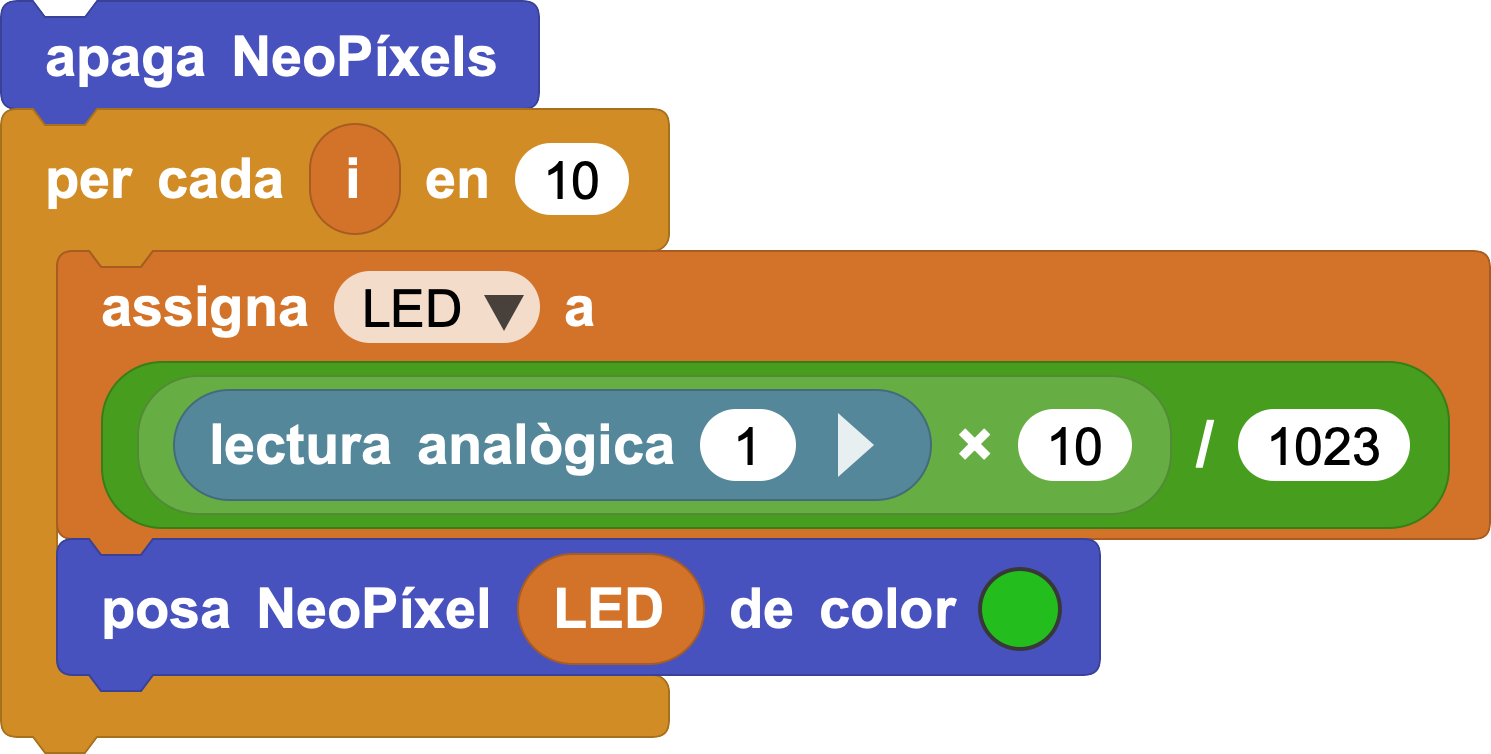 apaga NeoPíxels
per cada i en 10
assigna LED ▼ a
lectura analògica 1 × 10 / 1023
posa NeoPíxel LED de color